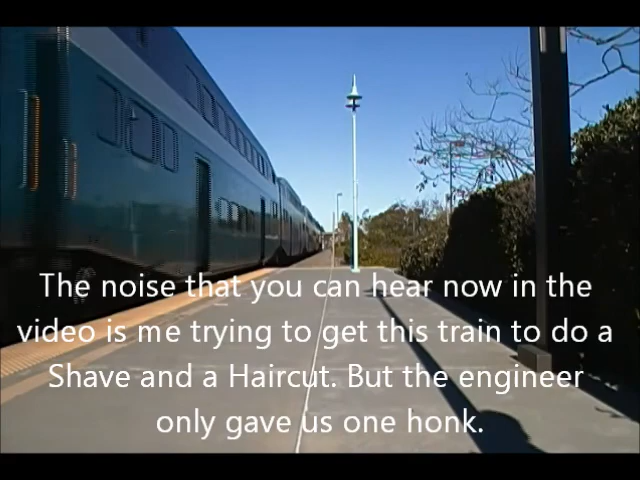 The noise that you can hear now in the
video is me trying to get this train to do a
Shave and a Haircut. But the engineer
only gave us one honk.